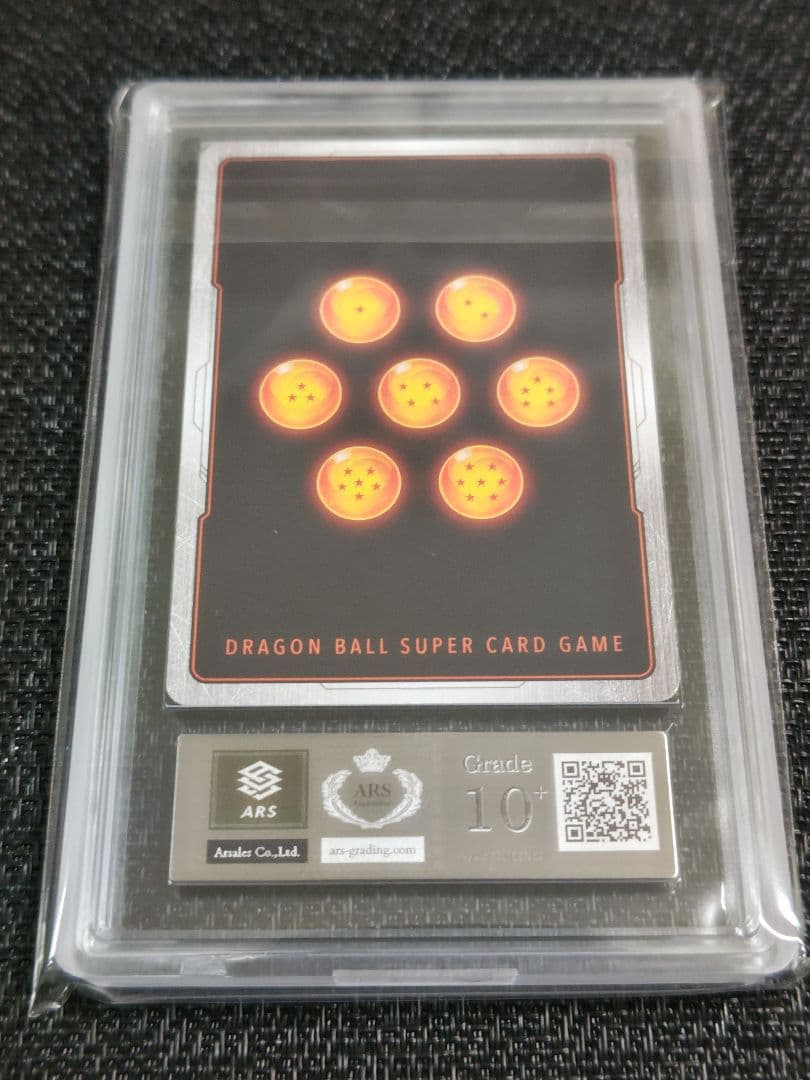 DRAGON BALL SUPER CARD GAME
ARS
Arsales Co.,Ltd.
ARS
ars-grading.com
Grade
10+